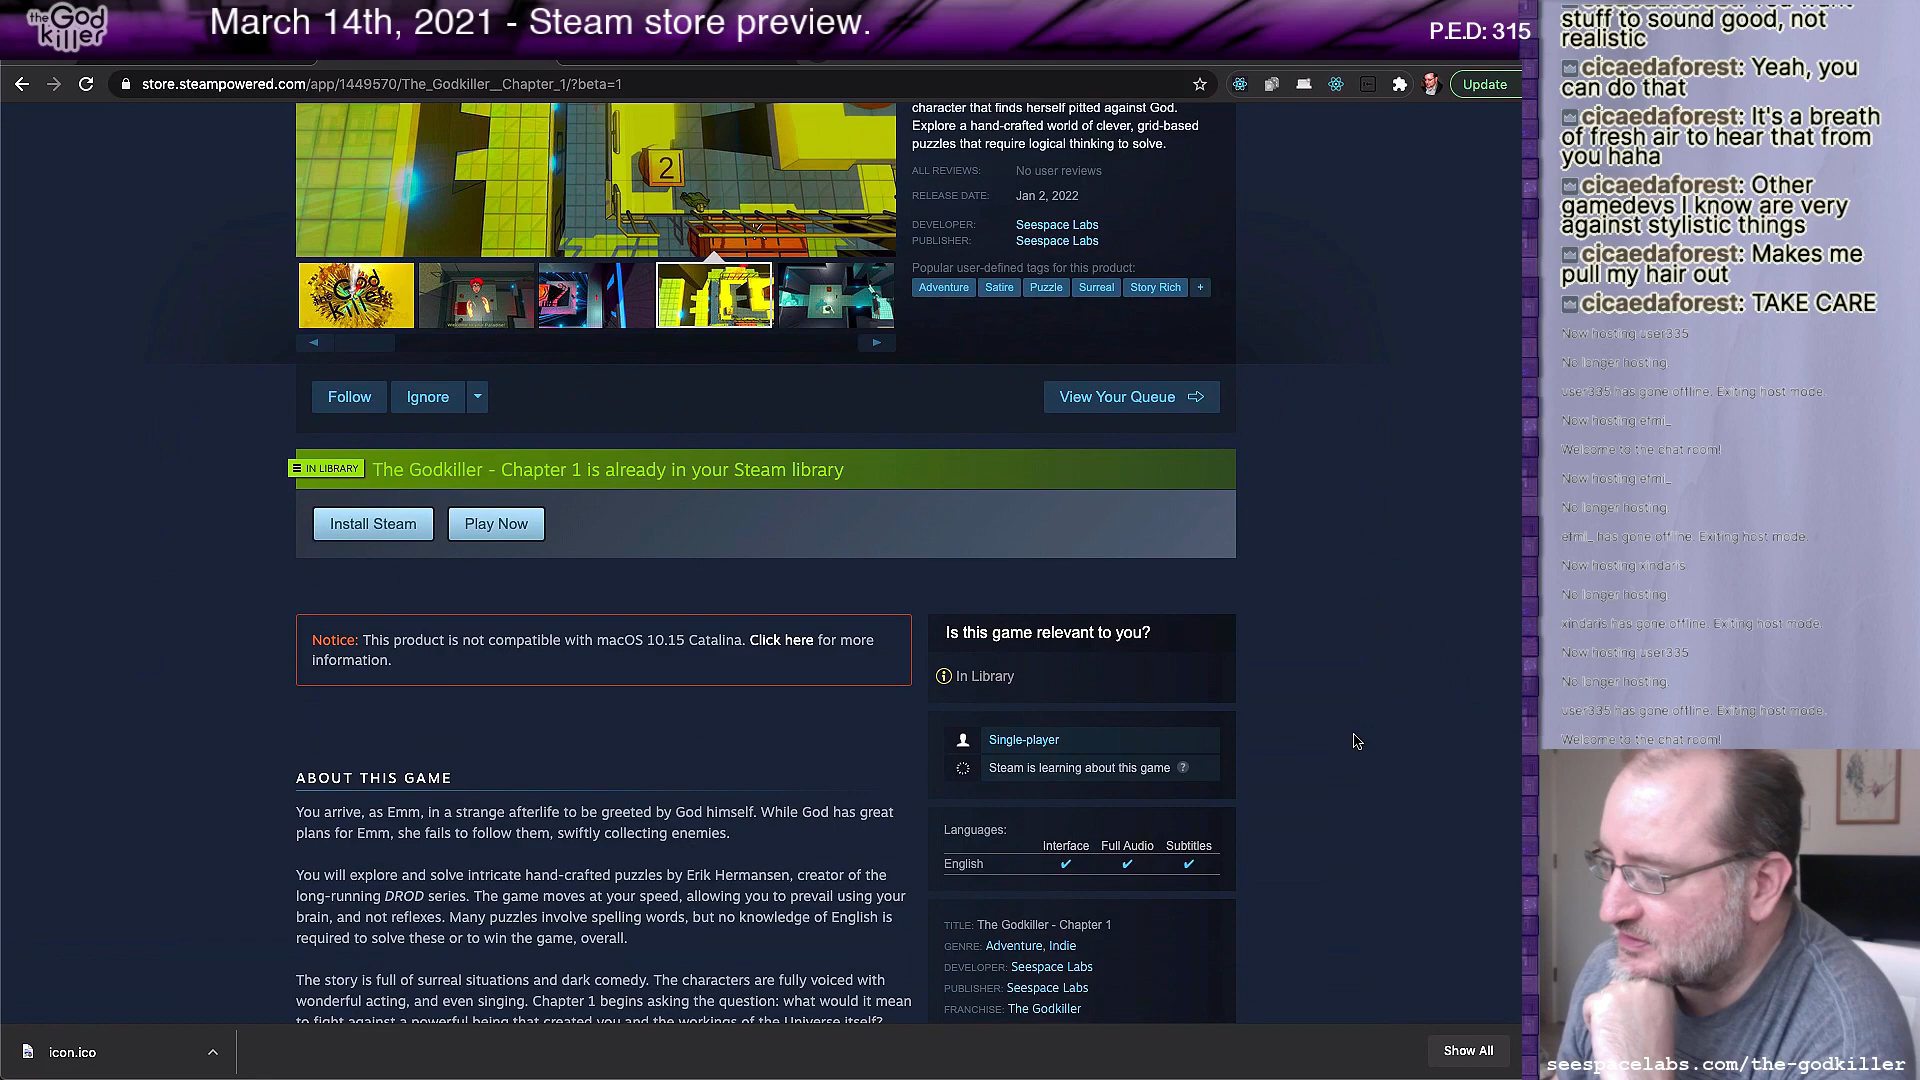 the God killer
March 14th, 2021 - Steam store preview.
P.E.D: 315
store.steampowered.com/app/1449570/The_Godkiller__Chapter_1/?beta=1
Update
character that finds herself pitted against God.
Explore a hand-crafted world of clever, grid-based
puzzles that require logical thinking to solve.
ALL REVIEWS: No user reviews
RELEASE DATE: Jan 2, 2022
DEVELOPER: Seespace Labs
PUBLISHER: Seespace Labs
Popular user-defined tags for this product:
Adventure Satire Puzzle Surreal Story Rich +
2
the God killer
Follow Ignore View Your Queue
IN LIBRARY The Godkiller - Chapter 1 is already in your Steam library
Install Steam Play Now
Notice: This product is not compatible with macOS 10.15 Catalina. Click here for more
information.
Is this game relevant to you?
In Library
Single-player
Steam is learning about this game ?
Languages:
Interface Full Audio Subtitles
English ✔ ✔ ✔
TITLE: The Godkiller - Chapter 1
GENRE: Adventure, Indie
DEVELOPER: Seespace Labs
PUBLISHER: Seespace Labs
FRANCHISE: The Godkiller
ABOUT THIS GAME
You arrive, as Emm, in a strange afterlife to be greeted by God himself. While God has great
plans for Emm, she fails to follow them, swiftly collecting enemies.
You will explore and solve intricate hand-crafted puzzles by Erik Hermansen, creator of the
long-running DROD series. The game moves at your speed, allowing you to prevail using your
brain, and not reflexes. Many puzzles involve spelling words, but no knowledge of English is
required to solve these or to win the game, overall.
The story is full of surreal situations and dark comedy. The characters are fully voiced with
wonderful acting, and even singing. Chapter 1 begins asking the question: what would it mean
to fight against a powerful being that created you and the workings of the Universe itself?
icon.ico
Show All
stuff to sound good, not
realistic
cicaedaforest: Yeah, you
can do that
cicaedaforest: It's a breath
of fresh air to hear that from
you haha
cicaedaforest: Other
gamedevs I know are very
against stylistic things
cicaedaforest: Makes me
pull my hair out
cicaedaforest: TAKE CARE
Now hosting user335
No longer hosting.
user335 has gone offline. Exiting host mode.
Now hosting
Welcome to the chat room!
Now hosting
No longer hosting.
has gone offline. Exiting host mode.
Now hosting xindaris
No longer hosting.
xindaris has gone offline. Exiting host mode.
Now hosting user335
No longer hosting.
user335 has gone offline. Exiting host mode.
Welcome to the chat room!
seespacelabs.com/the-godkiller